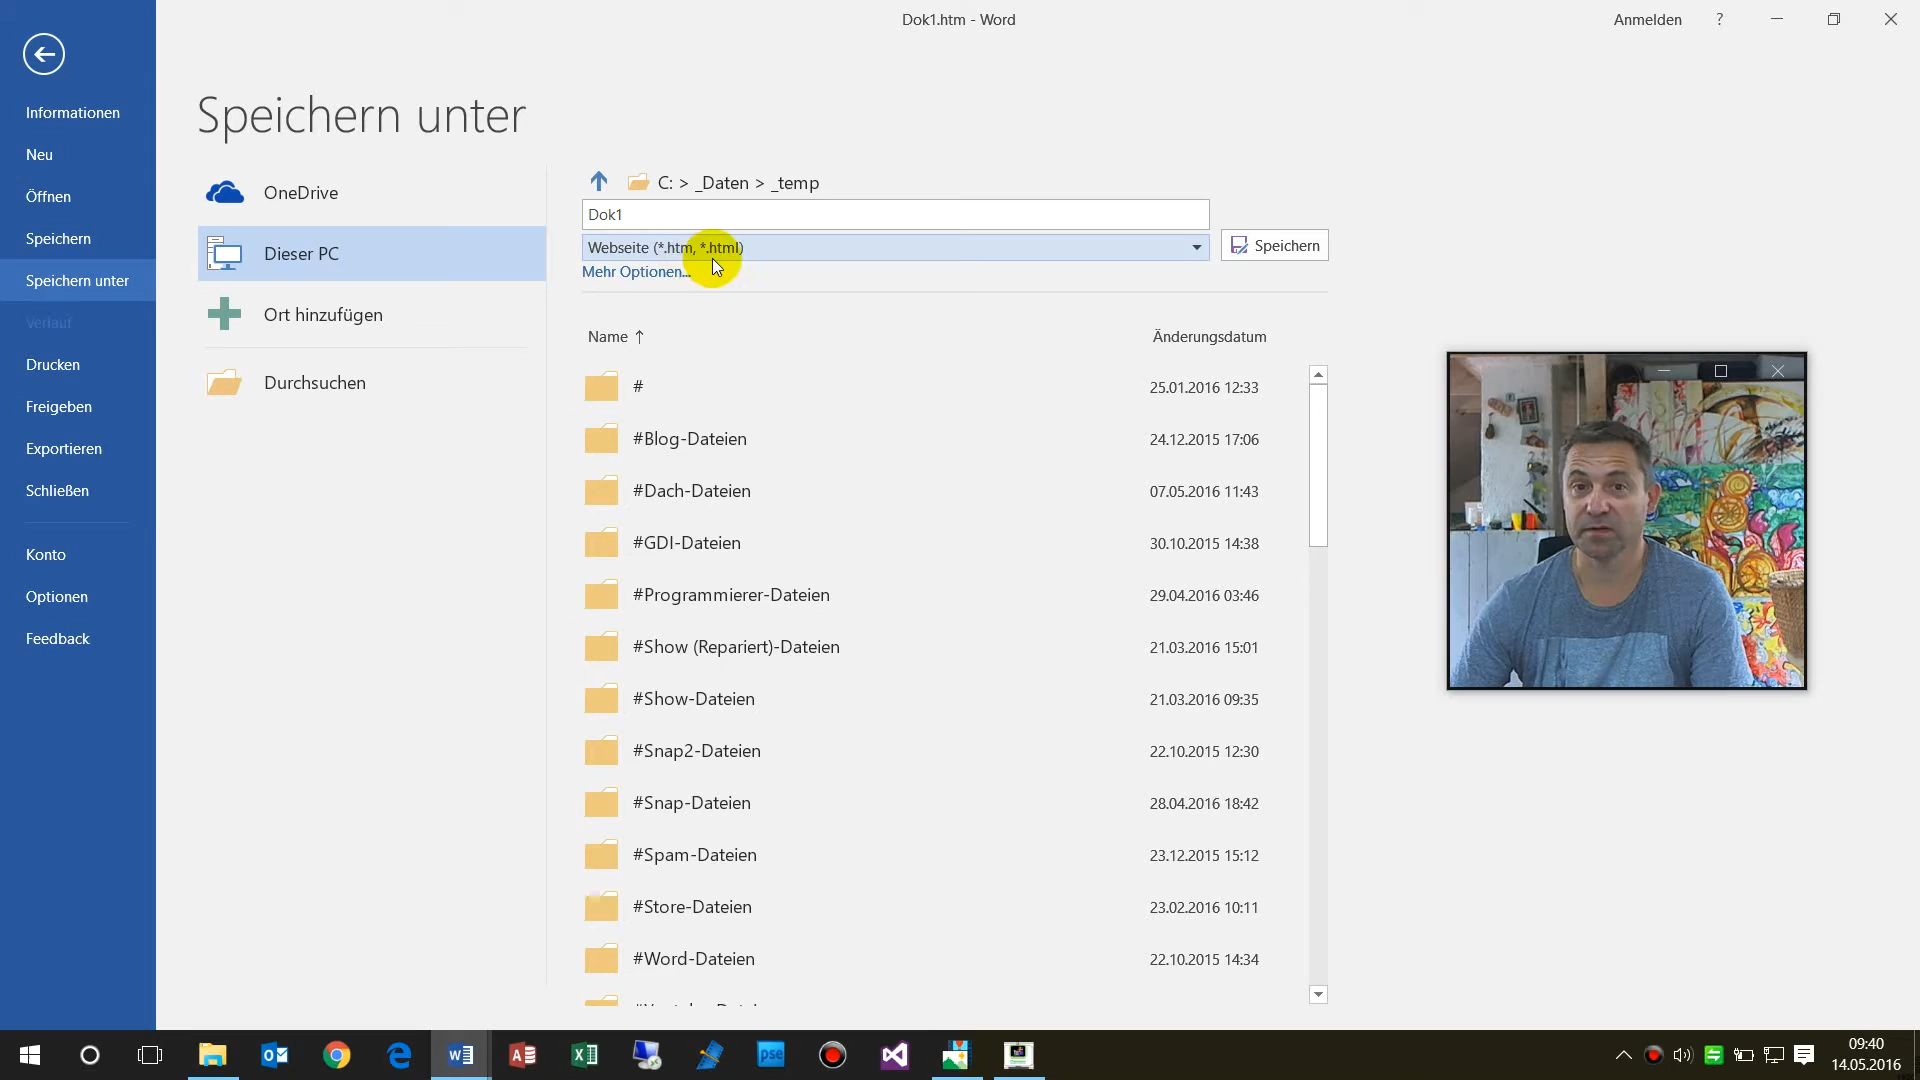 Dok1.htm - Word
Anmelden
?
Informationen
Neu
Öffnen
Speichern
Speichern unter
Verlauf
Drucken
Freigeben
Exportieren
Schließen
Konto
Optionen
Feedback
Speichern unter
OneDrive
Dieser PC
Ort hinzufügen
Durchsuchen
C: > _Daten > _temp
Dok1
Webseite (*.htm, *.html)
Speichern
Mehr Optionen...
Name ↑ Änderungsdatum
# 25.01.2016 12:33
#Blog-Dateien 24.12.2015 17:06
#Dach-Dateien 07.05.2016 11:43
#GDI-Dateien 30.10.2015 14:38
#Programmierer-Dateien 29.04.2016 03:46
#Show (Repariert)-Dateien 21.03.2016 15:01
#Show-Dateien 21.03.2016 09:35
#Snap2-Dateien 22.10.2015 12:30
#Snap-Dateien 28.04.2016 18:42
#Spam-Dateien 23.12.2015 15:12
#Store-Dateien 23.02.2016 10:11
#Word-Dateien 22.10.2015 14:34
pse
09:40
14.05.2016